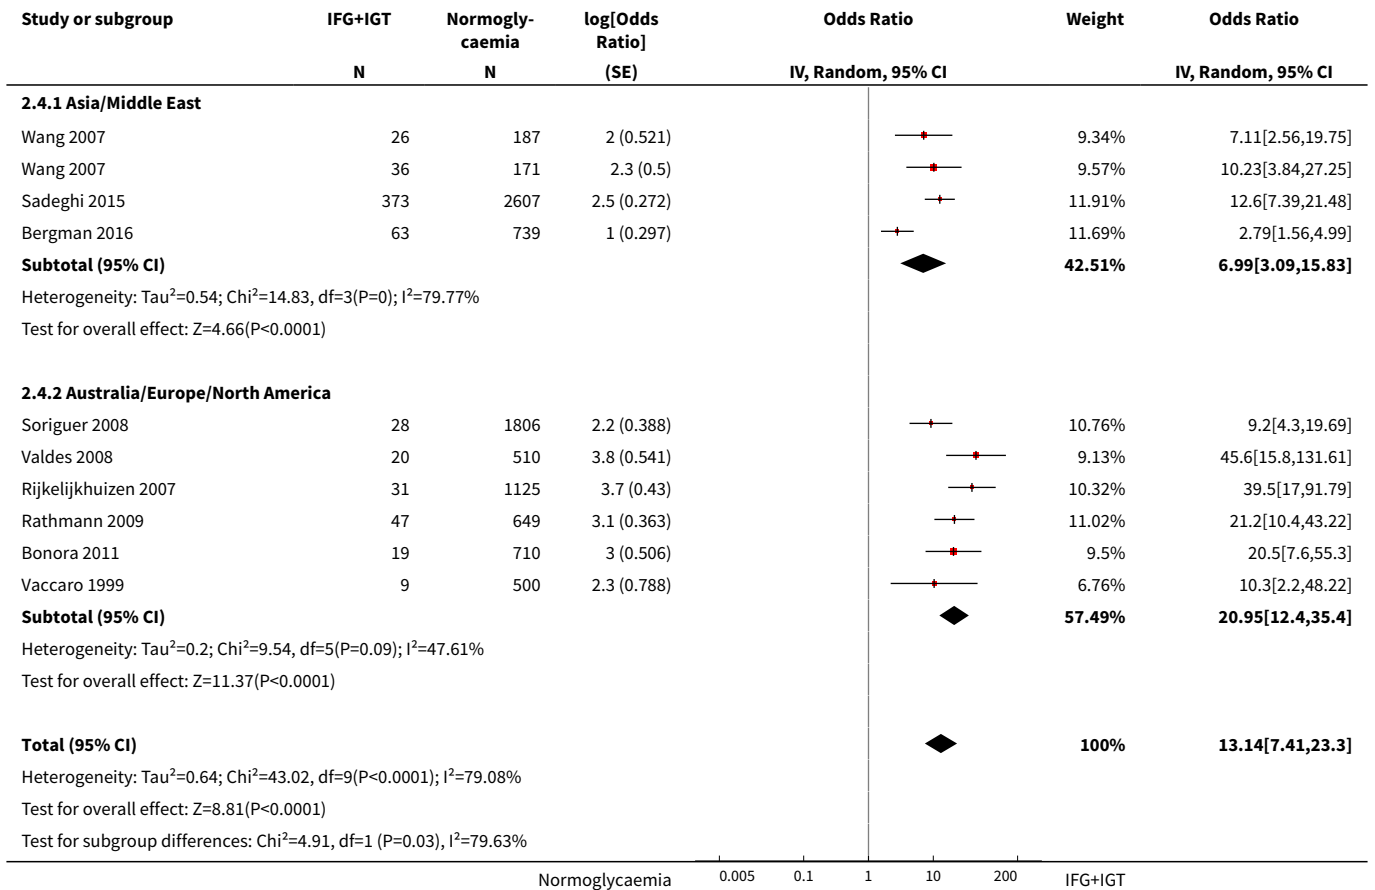 Study or subgroup IFG+IGT Normogly- log[Odds Odds Ratio Weight Odds Ratio
caemia Ratio]
N N (SE) IV, Random, 95% CI IV, Random, 95% CI
2.4.1 Asia/Middle East
Wang 2007 26 187 2 (0.521) 9.34% 7.11[2.56,19.75]
Wang 2007 36 171 2.3 (0.5) 9.57% 10.23[3.84,27.25]
Sadeghi 2015 373 2607 2.5 (0.272) 11.91% 12.6[7.39,21.48]
Bergman 2016 63 739 1 (0.297) 11.69% 2.79[1.56,4.99]
Subtotal (95% CI) 42.51% 6.99[3.09,15.83]
Heterogeneity: Tau²=0.54; Chi²=14.83, df=3(P=0); I²=79.77%
Test for overall effect: Z=4.66(P<0.0001)
2.4.2 Australia/Europe/North America
Soriguer 2008 28 1806 2.2 (0.388) 10.76% 9.2[4.3,19.69]
Valdes 2008 20 510 3.8 (0.541) 9.13% 45.6[15.8,131.61]
Rijkelijkhuizen 2007 31 1125 3.7 (0.43) 10.32% 39.5[17,91.79]
Rathmann 2009 47 649 3.1 (0.363) 11.02% 21.2[10.4,43.22]
Bonora 2011 19 710 3 (0.506) 9.5% 20.5[7.6,55.3]
Vaccaro 1999 9 500 2.3 (0.788) 6.76% 10.3[2.2,48.22]
Subtotal (95% CI) 57.49% 20.95[12.4,35.4]
Heterogeneity: Tau²=0.2; Chi²=9.54, df=5(P=0.09); I²=47.61%
Test for overall effect: Z=11.37(P<0.0001)
Total (95% CI) 100% 13.14[7.41,23.3]
Heterogeneity: Tau²=0.64; Chi²=43.02, df=9(P<0.0001); I²=79.08%
Test for overall effect: Z=8.81(P<0.0001)
Test for subgroup differences: Chi²=4.91, df=1 (P=0.03), I²=79.63%
Normoglycaemia 0.005 0.1 1 10 200 IFG+IGT